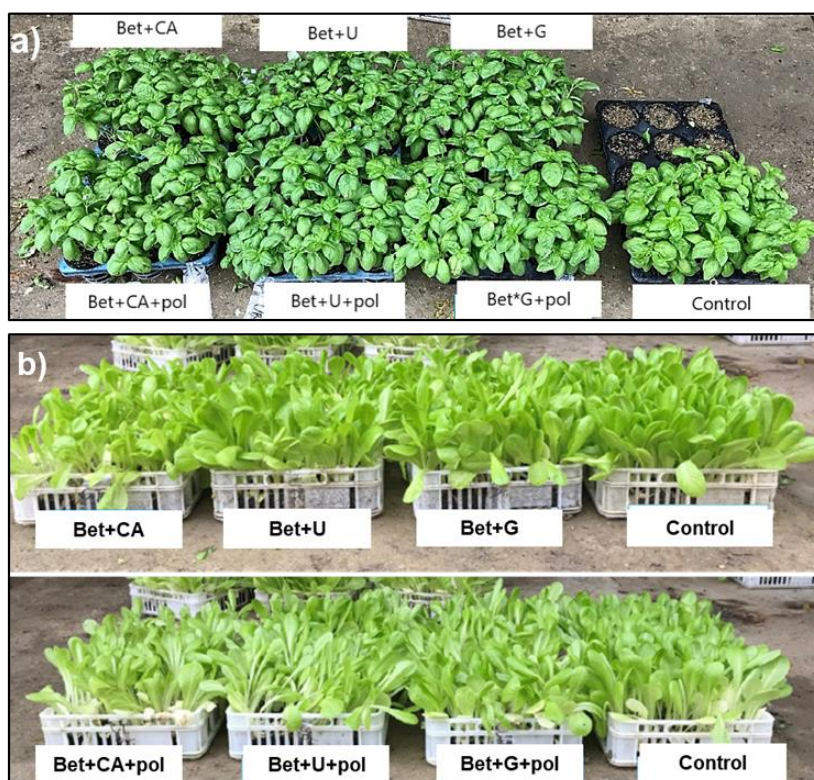 a)
Bet+CA
Bet+U
Bet+G
Bet+CA+pol
Bet+U+pol
Bet*G+pol
Control
b)
Bet+CA
Bet+U
Bet+G
Control
Bet+CA+pol
Bet+U+pol
Bet+G+pol
Control